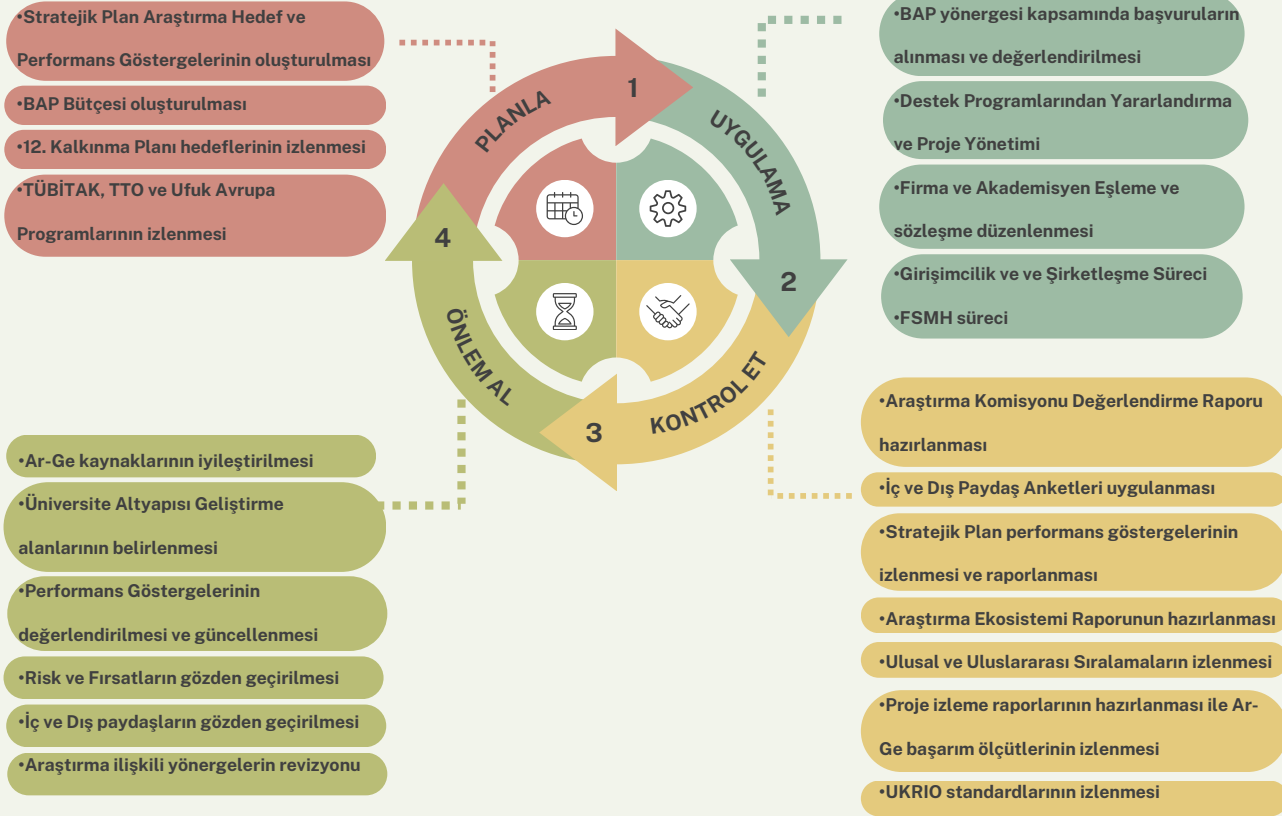 •Stratejik Plan Araştırma Hedef ve
Performans Göstergelerinin oluşturulması
•BAP Bütçesi oluşturulması
•12. Kalkınma Planı hedeflerinin izlenmesi
•TÜBİTAK, TTO ve Ufuk Avrupa
Programlarının izlenmesi
PLANLA
1
UYGULAMA
2
KONTROL ET
3
ÖNLEM AL
4
•BAP yönergesi kapsamında başvuruların
alınması ve değerlendirilmesi
•Destek Programlarından Yararlandırma
ve Proje Yönetimi
•Firma ve Akademisyen Eşleme ve
sözleşme düzenlenmesi
•Girişimcilik ve ve Şirketleşme Süreci
•FSMH süreci
•Araştırma Komisyonu Değerlendirme Raporu
hazırlanması
•İç ve Dış Paydaş Anketleri uygulanması
•Stratejik Plan performans göstergelerinin
izlenmesi ve raporlanması
•Araştırma Ekosistemi Raporunun hazırlanması
•Ulusal ve Uluslararası Sıralamaların izlenmesi
•Proje izleme raporlarının hazırlanması ile Ar-
Ge başarım ölçütlerinin izlenmesi
•UKRIO standardlarının izlenmesi
•Ar-Ge kaynaklarının iyileştirilmesi
•Üniversite Altyapısı Geliştirme
alanlarının belirlenmesi
•Performans Göstergelerinin
değerlendirilmesi ve güncellenmesi
•Risk ve Fırsatların gözden geçirilmesi
•İç ve Dış paydaşların gözden geçirilmesi
•Araştırma ilişkili yönergelerin revizyonu